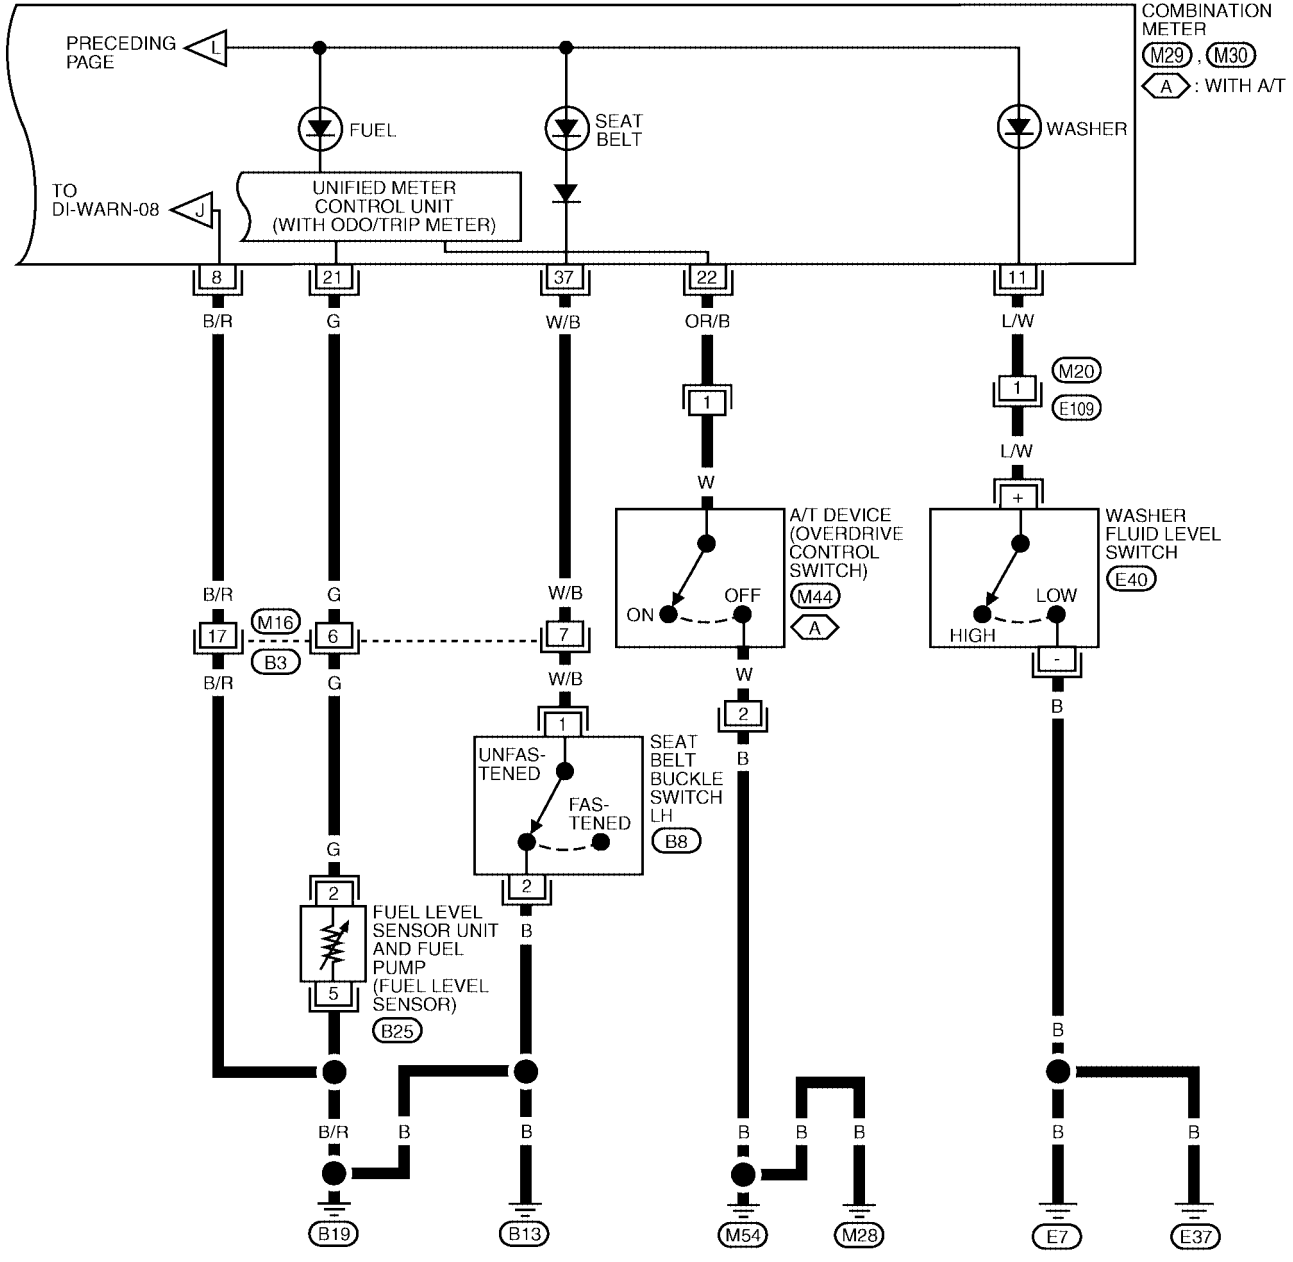 COMBINATION
METER
M29 , M30
A : WITH A/T
PRECEDING
PAGE
L
FUEL
SEAT
BELT
WASHER
TO
DI-WARN-08
J
UNIFIED METER
CONTROL UNIT
(WITH ODO/TRIP METER)
8 21 37 22 11
B/R G W/B OR/B L/W
1
1
M20
E109
L/W
W
+
A/T DEVICE
(OVERDRIVE
CONTROL
SWITCH)
M44
A
ON
OFF
WASHER
FLUID LEVEL
SWITCH
E40
LOW
HIGH
B/R G W/B
17 M16 6 7
B3
B/R G W/B
W
-
2
B
B
1
UNFAS-
TENED
FAS-
TENED
SEAT
BELT
BUCKLE
SWITCH
LH
B8
2
B
G
2
FUEL LEVEL
SENSOR UNIT
AND FUEL
PUMP
(FUEL LEVEL
SENSOR)
5
B25
B
B/R B B B B B B B
B19 B13 M54 M28 E7 E37